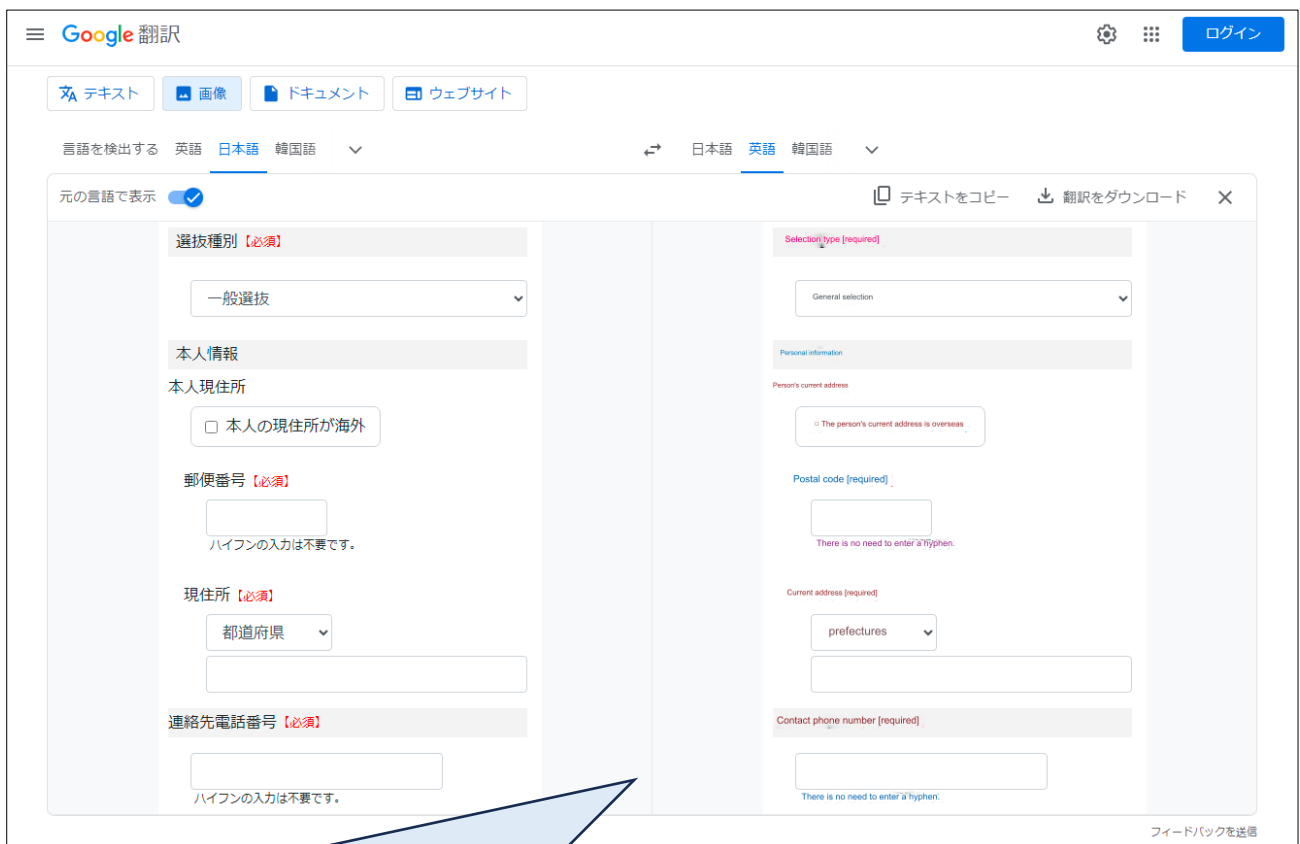 Google 翻訳
ログイン
テキスト 画像 ドキュメント ウェブサイト
言語を検出する 英語 日本語 韓国語
日本語 英語 韓国語
元の言語で表示
テキストをコピー 翻訳をダウンロード
選抜種別【必須】
一般選抜
本人情報
本人現住所
本人の現住所が海外
郵便番号【必須】
ハイフンの入力は不要です。
現住所【必須】
都道府県
連絡先電話番号【必須】
ハイフンの入力は不要です。
Selection type [required]
General selection
Personal information
Person's current address
The person's current address is overseas
Postal code [required]
There is no need to enter a hyphen.
Current address [required]
prefectures
Contact phone number [required]
There is no need to enter a hyphen.
フィードバックを送信